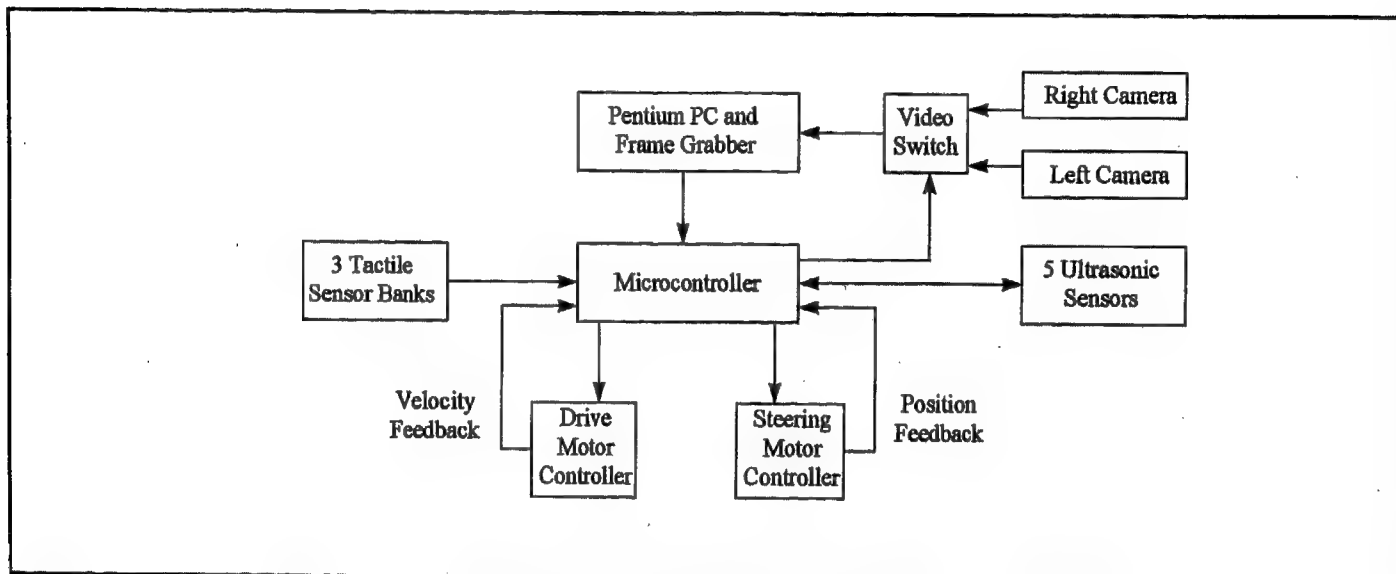 Right Camera
Pentium PC and
Frame Grabber
Video
Switch
Left Camera
3 Tactile
Sensor Banks
Microcontroller
5 Ultrasonic
Sensors
Velocity
Feedback
Drive
Motor
Controller
Steering
Motor
Controller
Position
Feedback